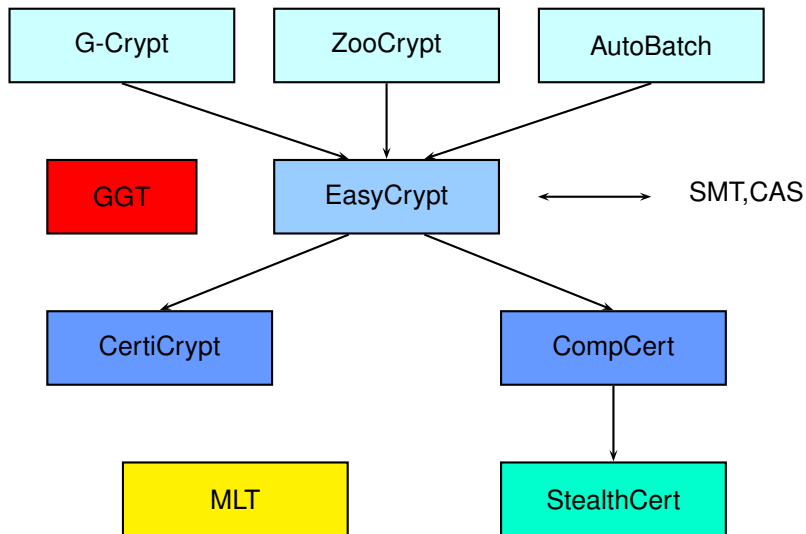 G-Crypt
ZooCrypt
AutoBatch
GGT
EasyCrypt
SMT,CAS
CertiCrypt
CompCert
MLT
StealthCert